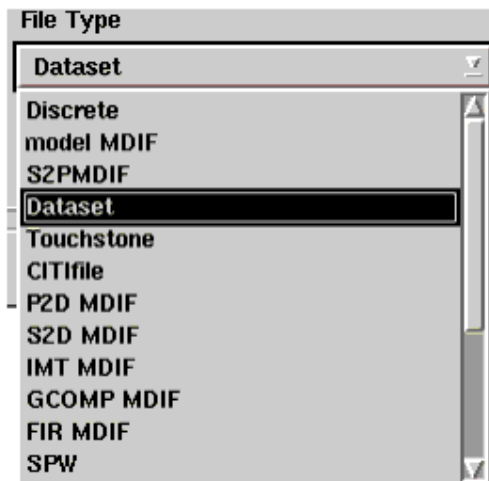 File Type
Dataset
Discrete
model MDIF
S2PMDIF
Dataset
Touchstone
CITIfile
P2D MDIF
S2D MDIF
IMT MDIF
GCOMP MDIF
FIR MDIF
SPW